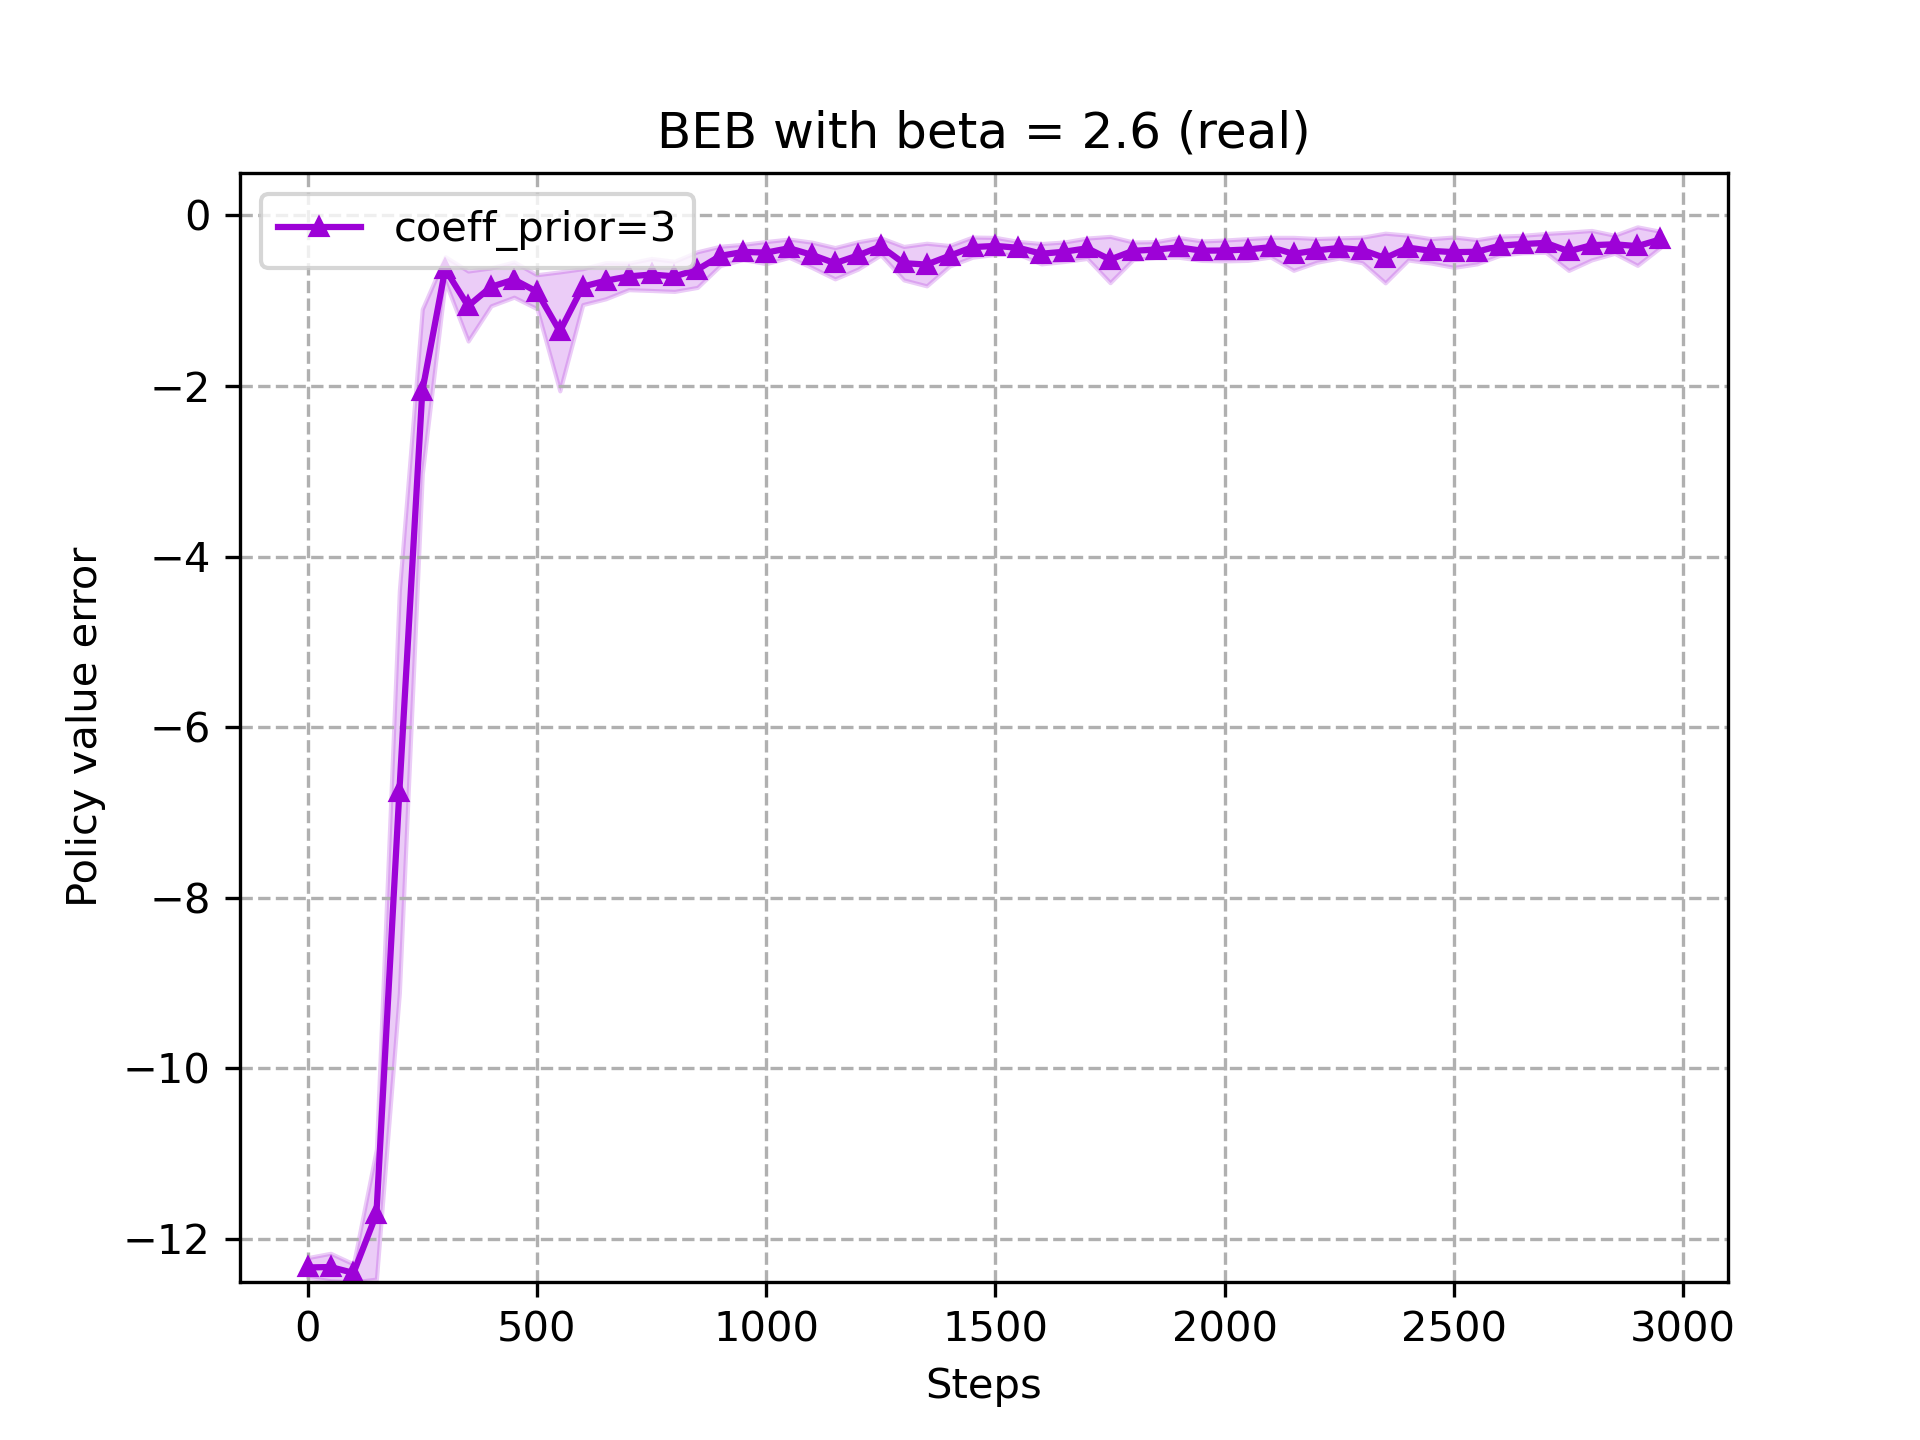 BEB with beta = 2.6 (real)
coeff_prior=3
0
−2
−4
−6
−8
−10
−12
Policy value error
0 500 1000 1500 2000 2500 3000
Steps